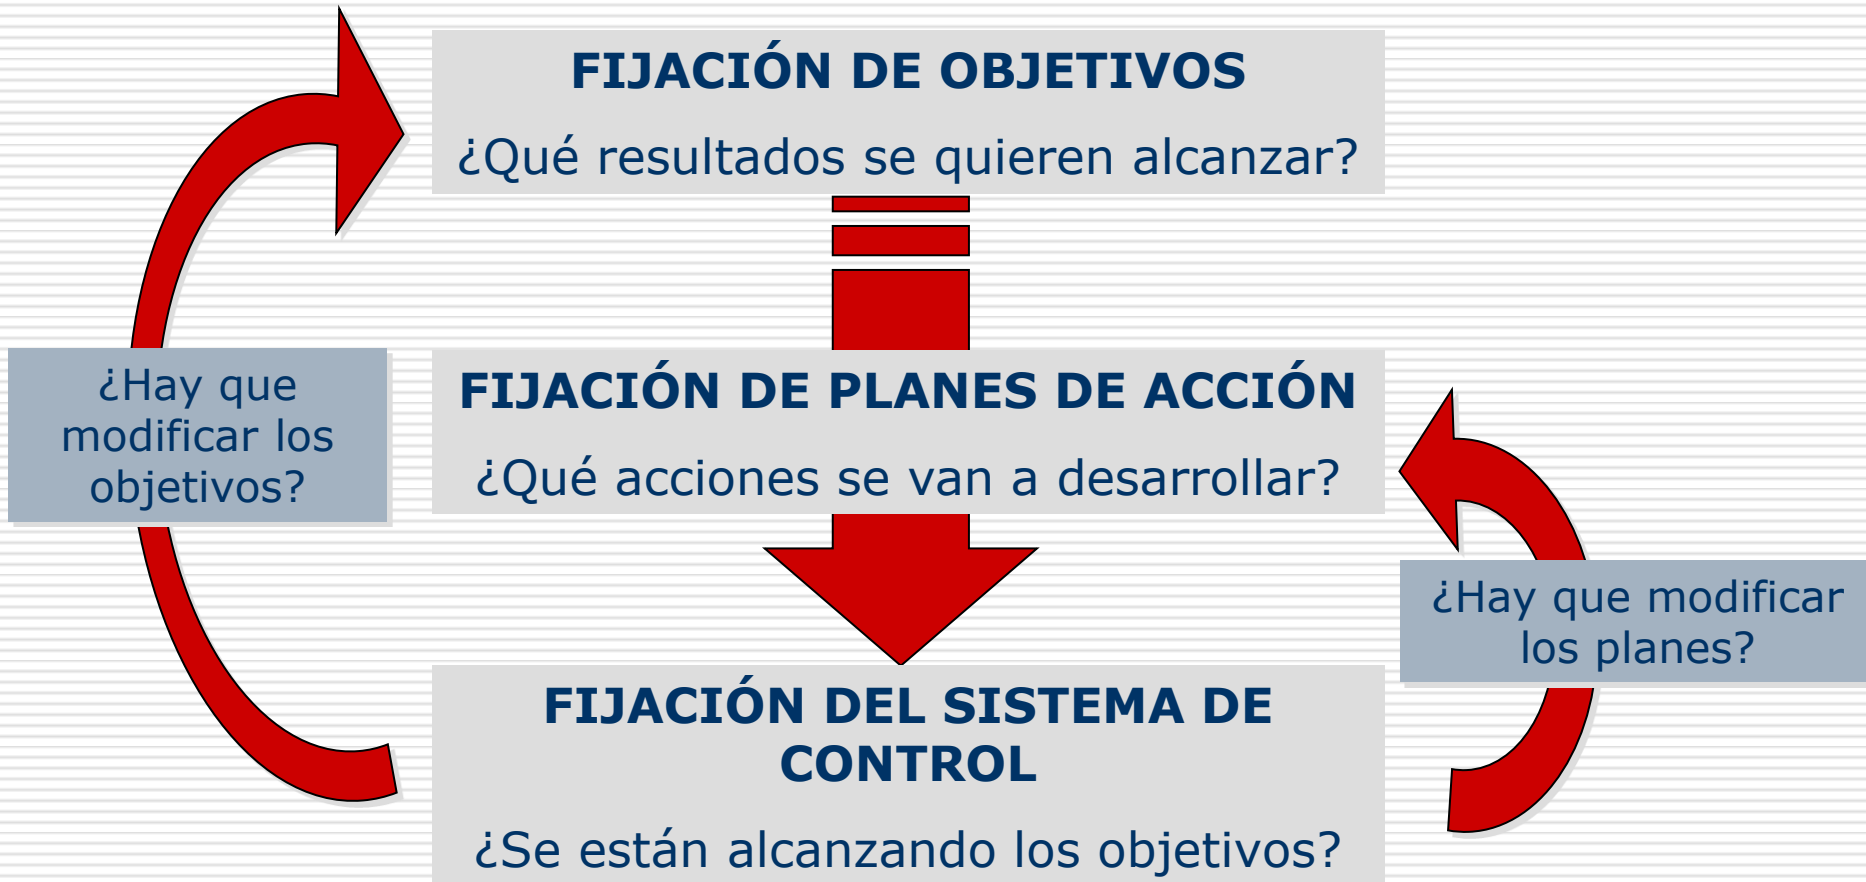 FIJACIÓN DE OBJETIVOS
¿Qué resultados se quieren alcanzar?
¿Hay que
modificar los
objetivos?
FIJACIÓN DE PLANES DE ACCIÓN
¿Qué acciones se van a desarrollar?
¿Hay que modificar
los planes?
FIJACIÓN DEL SISTEMA DE
CONTROL
¿Se están alcanzando los objetivos?